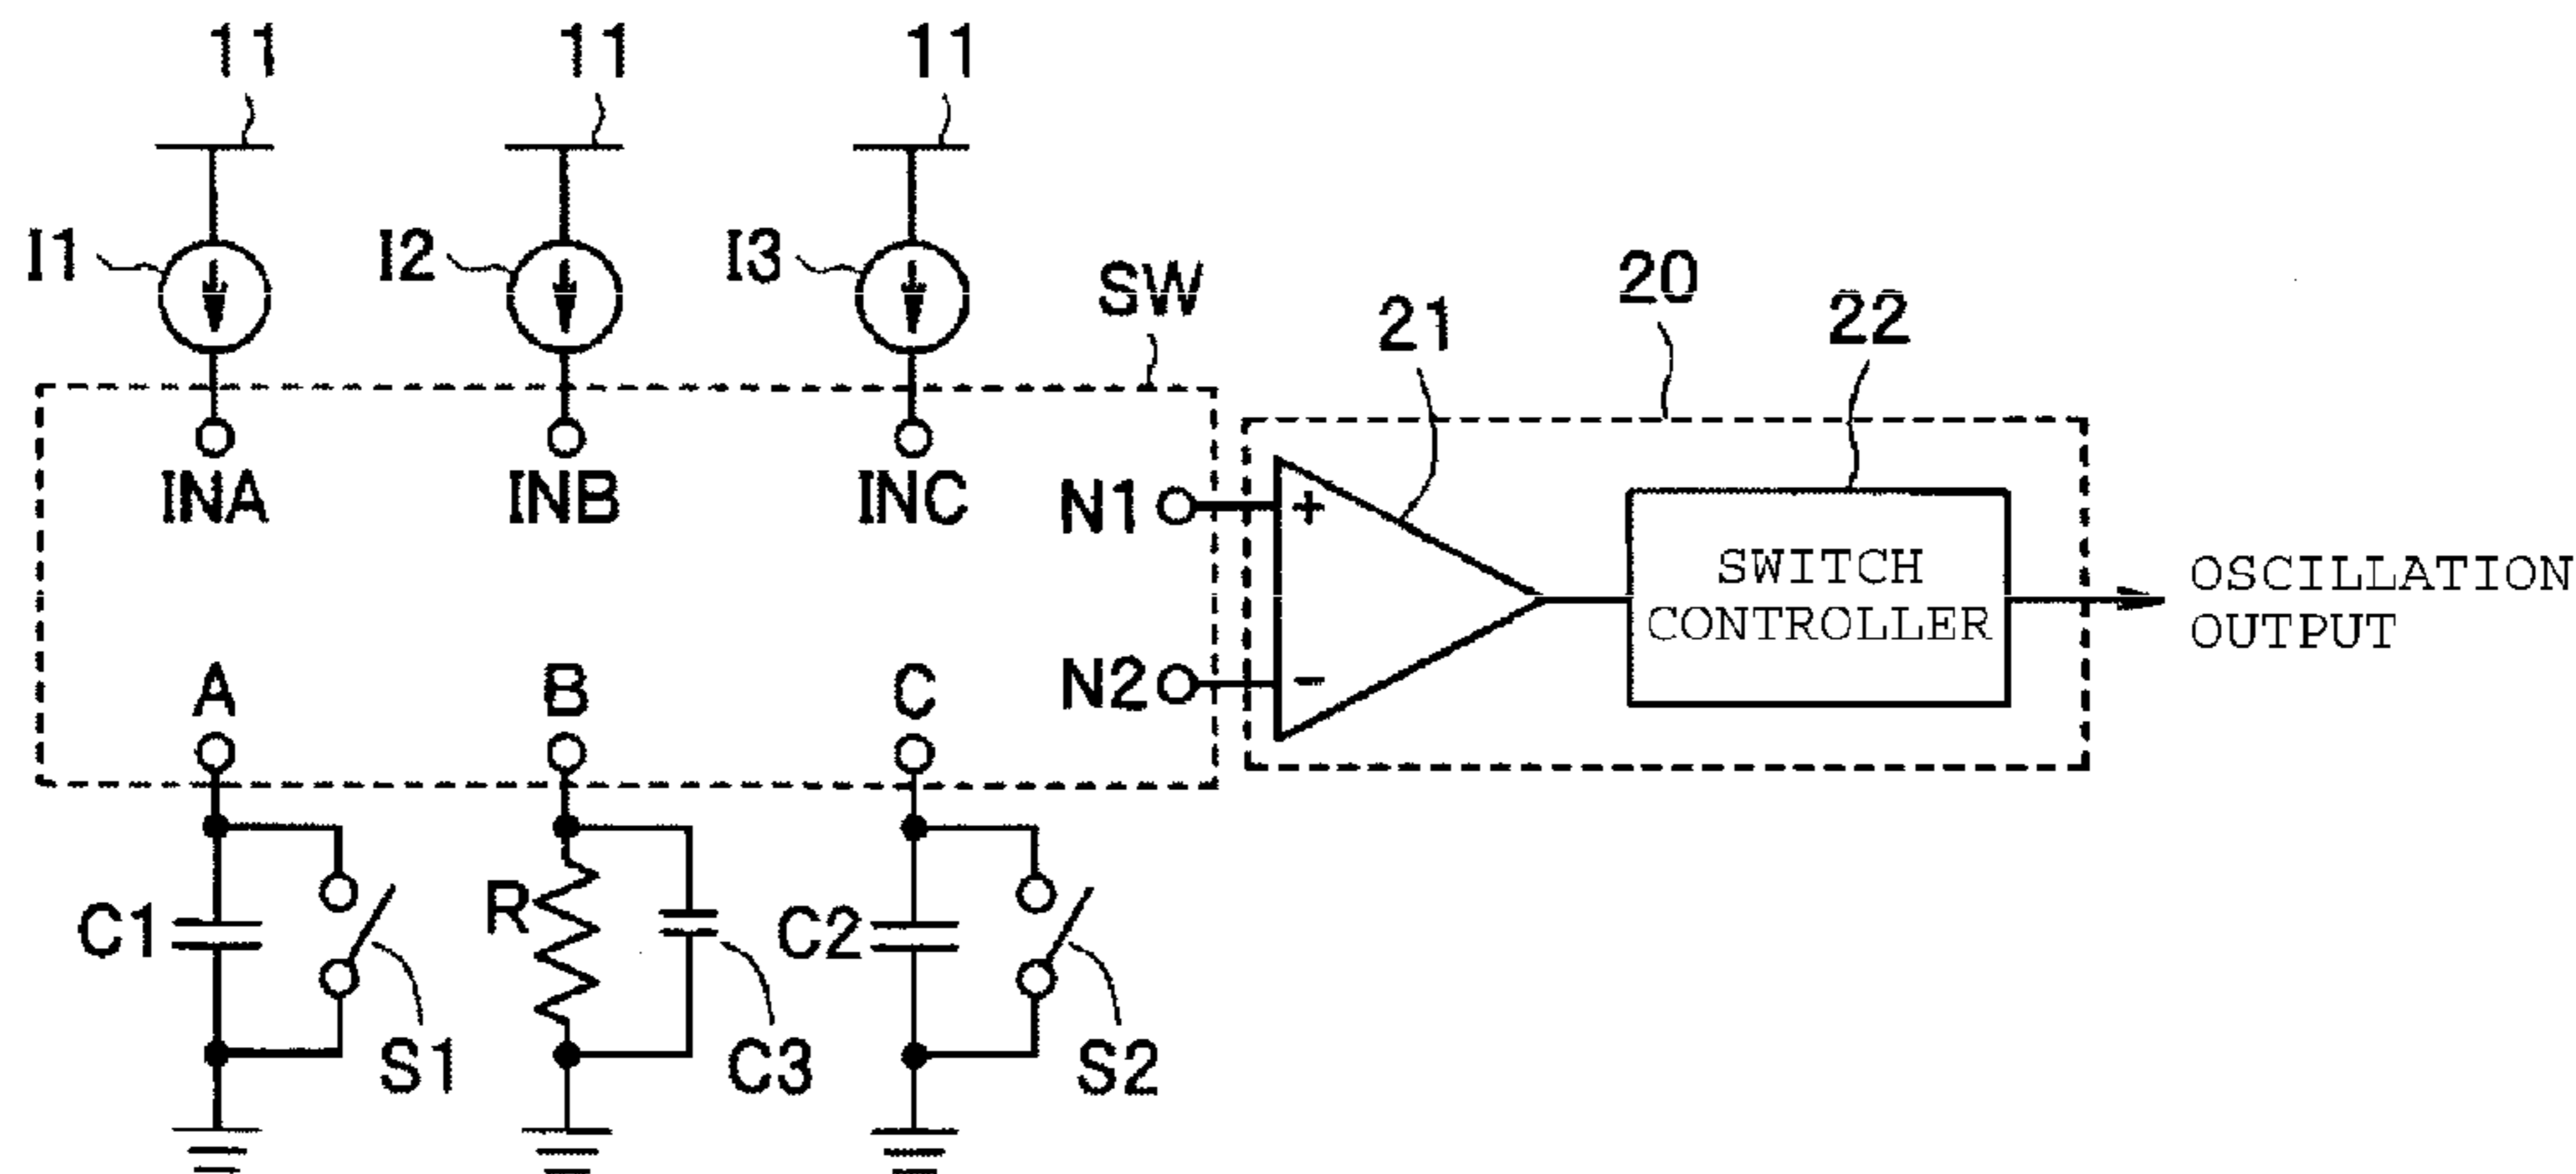 11 11 11
I1 I2 I3 SW 20
21 22
INA INB INC N1 +
SWITCH
CONTROLLER
OSCILLATION
OUTPUT
A B C N2 −
C1 R C2
S1 C3 S2